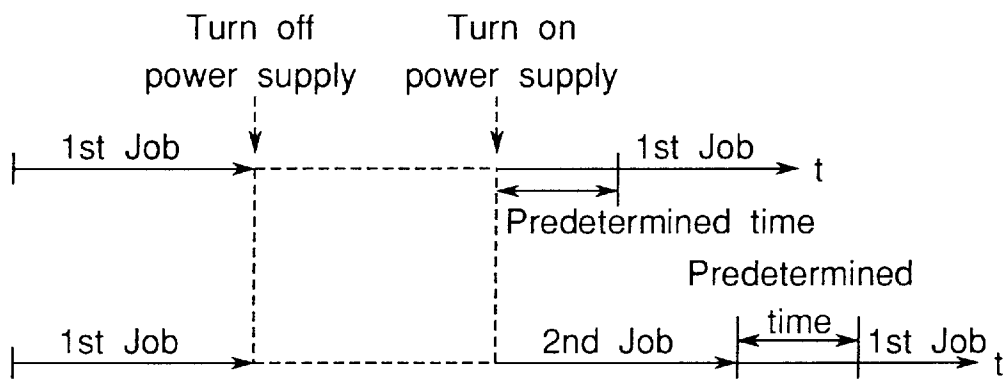 Turn off
power supply
Turn on
power supply
1st Job
1st Job
t
Predetermined time
Predetermined
time
1st Job
2nd Job
1st Job
t